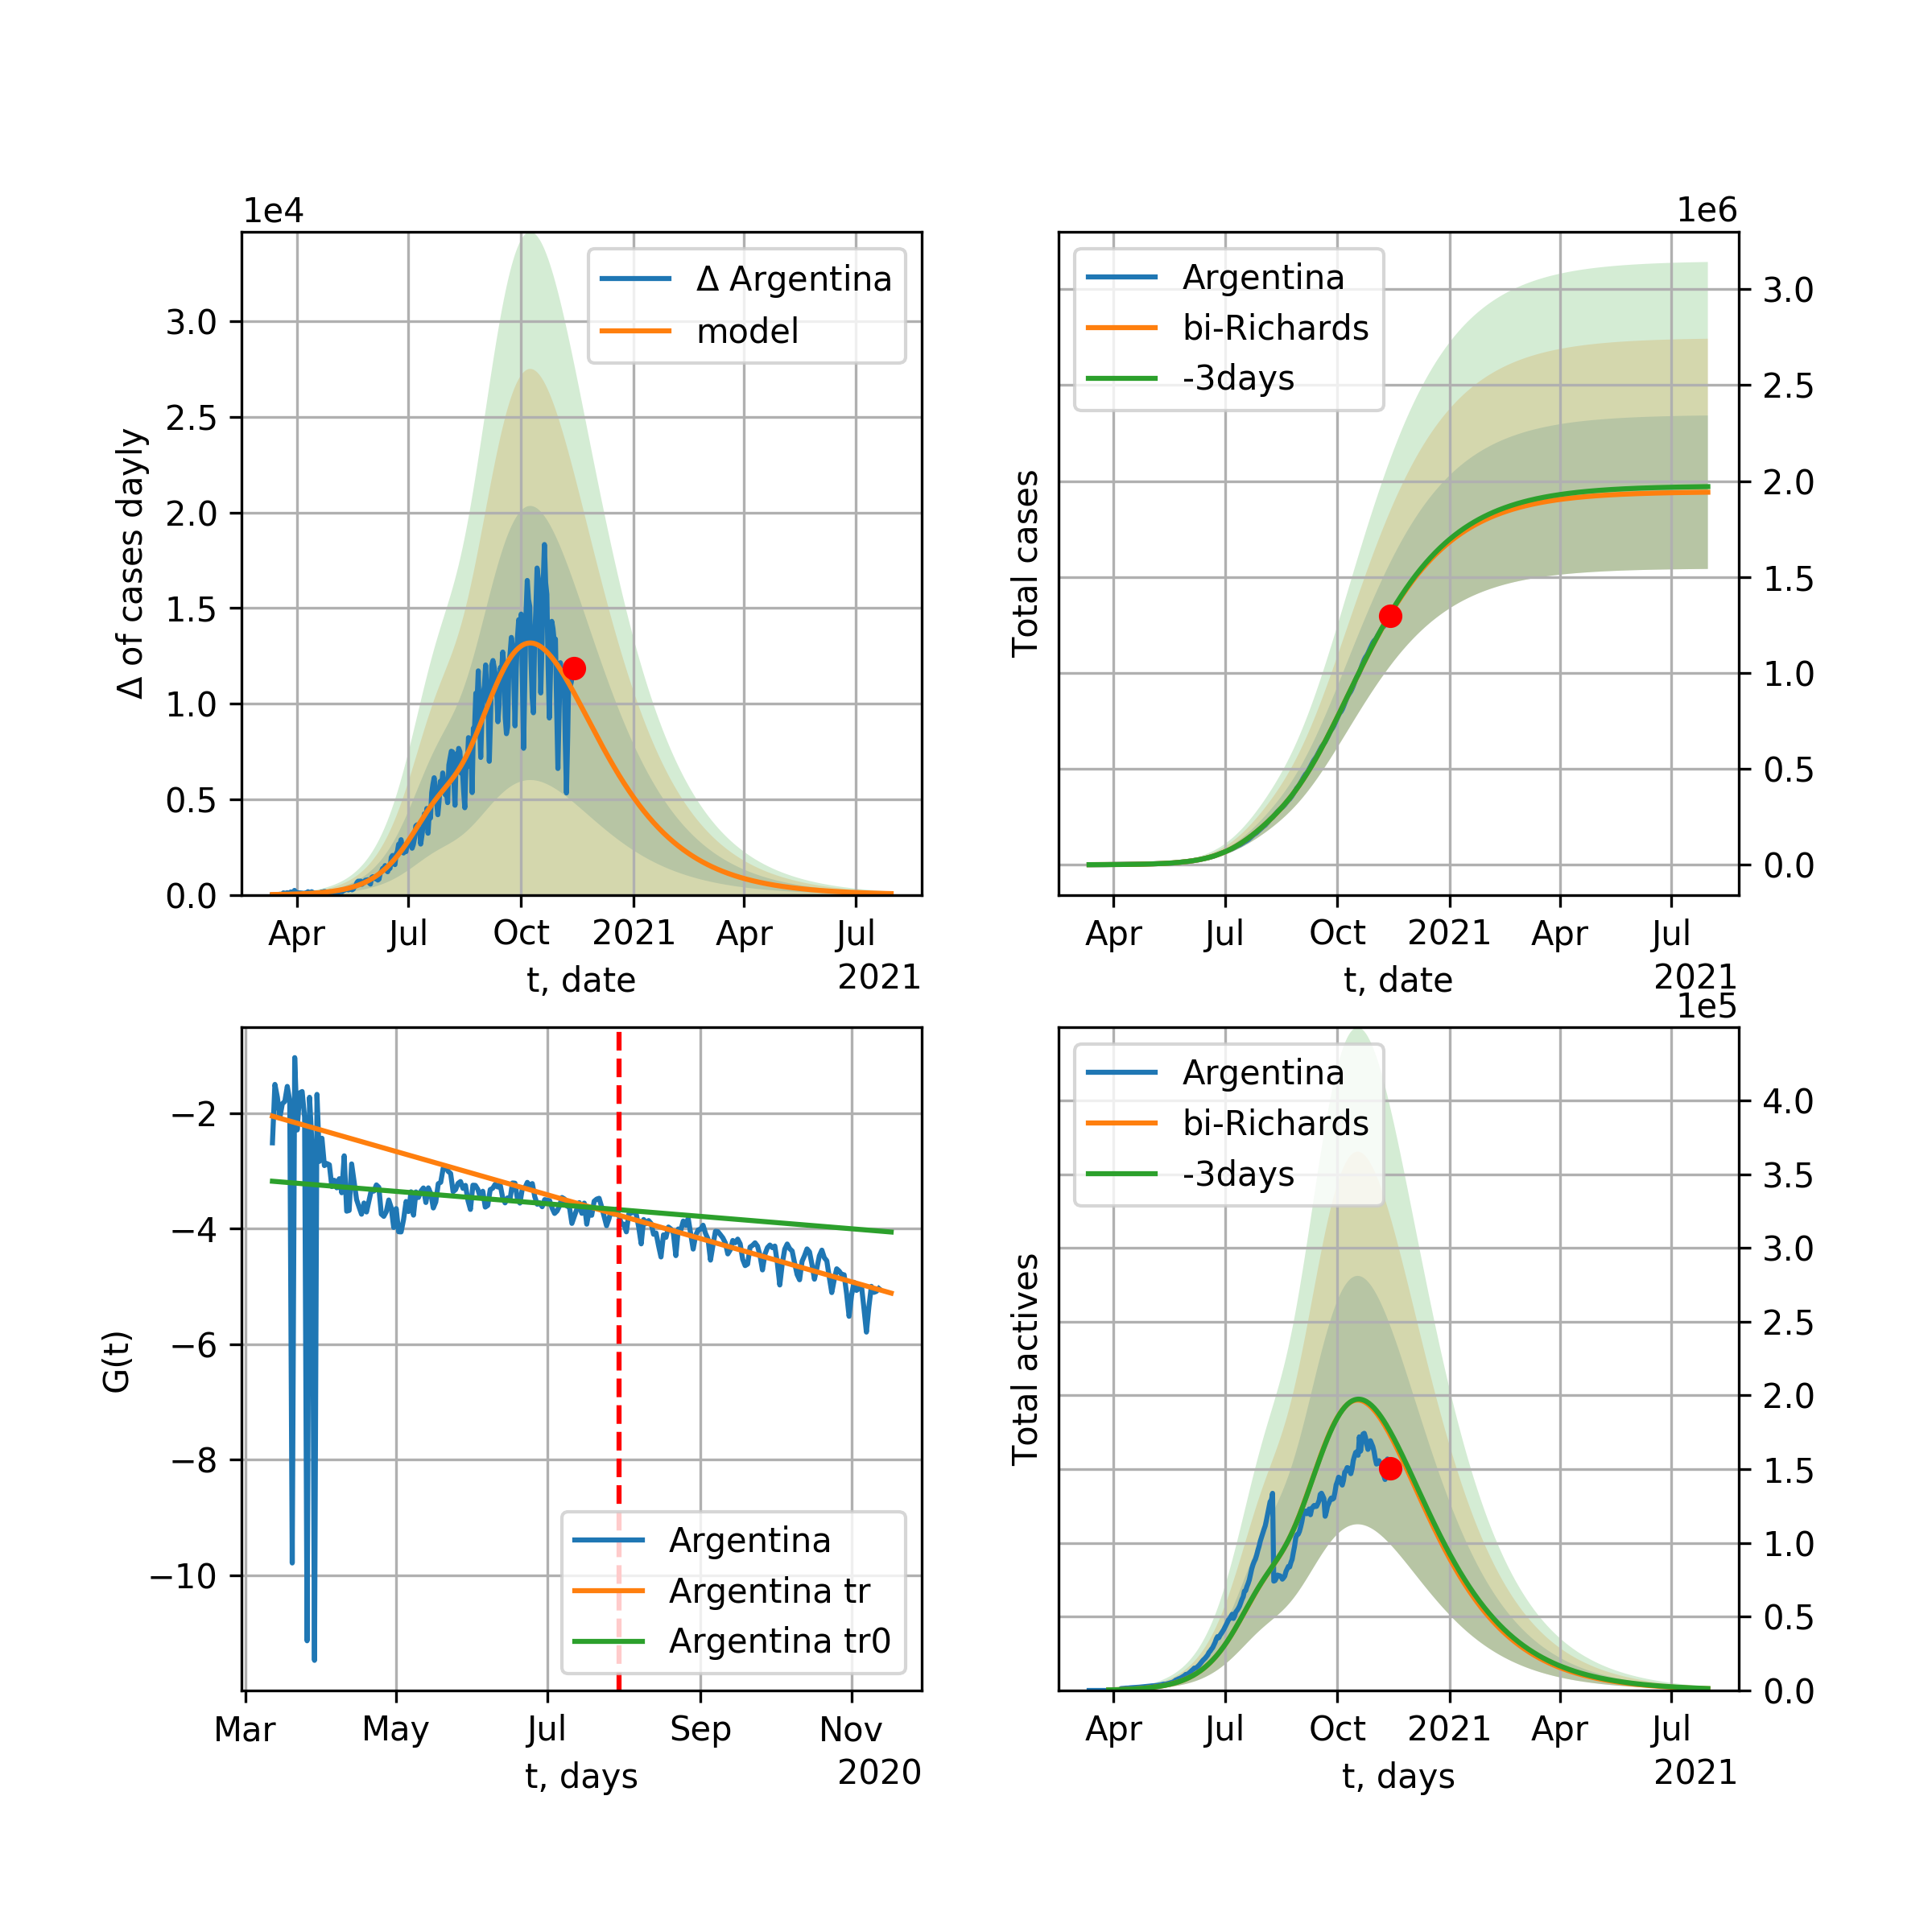 1e4
Δ of cases dayly
3.0
2.5
2.0
1.5
1.0
0.5
0.0
Δ Argentina
model
Apr Jul Oct 2021 Apr Jul
t, date
2021
1e6
Total cases
Argentina
bi-Richards
-3days
3.0
2.5
2.0
1.5
1.0
0.5
0.0
Apr Jul Oct 2021 Apr Jul
t, date
2021
G(t)
−2
−4
−6
−8
−10
Argentina
Argentina tr
Argentina tr0
Mar May Jul Sep Nov
t, days
2020
1e5
Total actives
Argentina
bi-Richards
-3days
4.0
3.5
3.0
2.5
2.0
1.5
1.0
0.5
0.0
Apr Jul Oct 2021 Apr Jul
t, days
2021